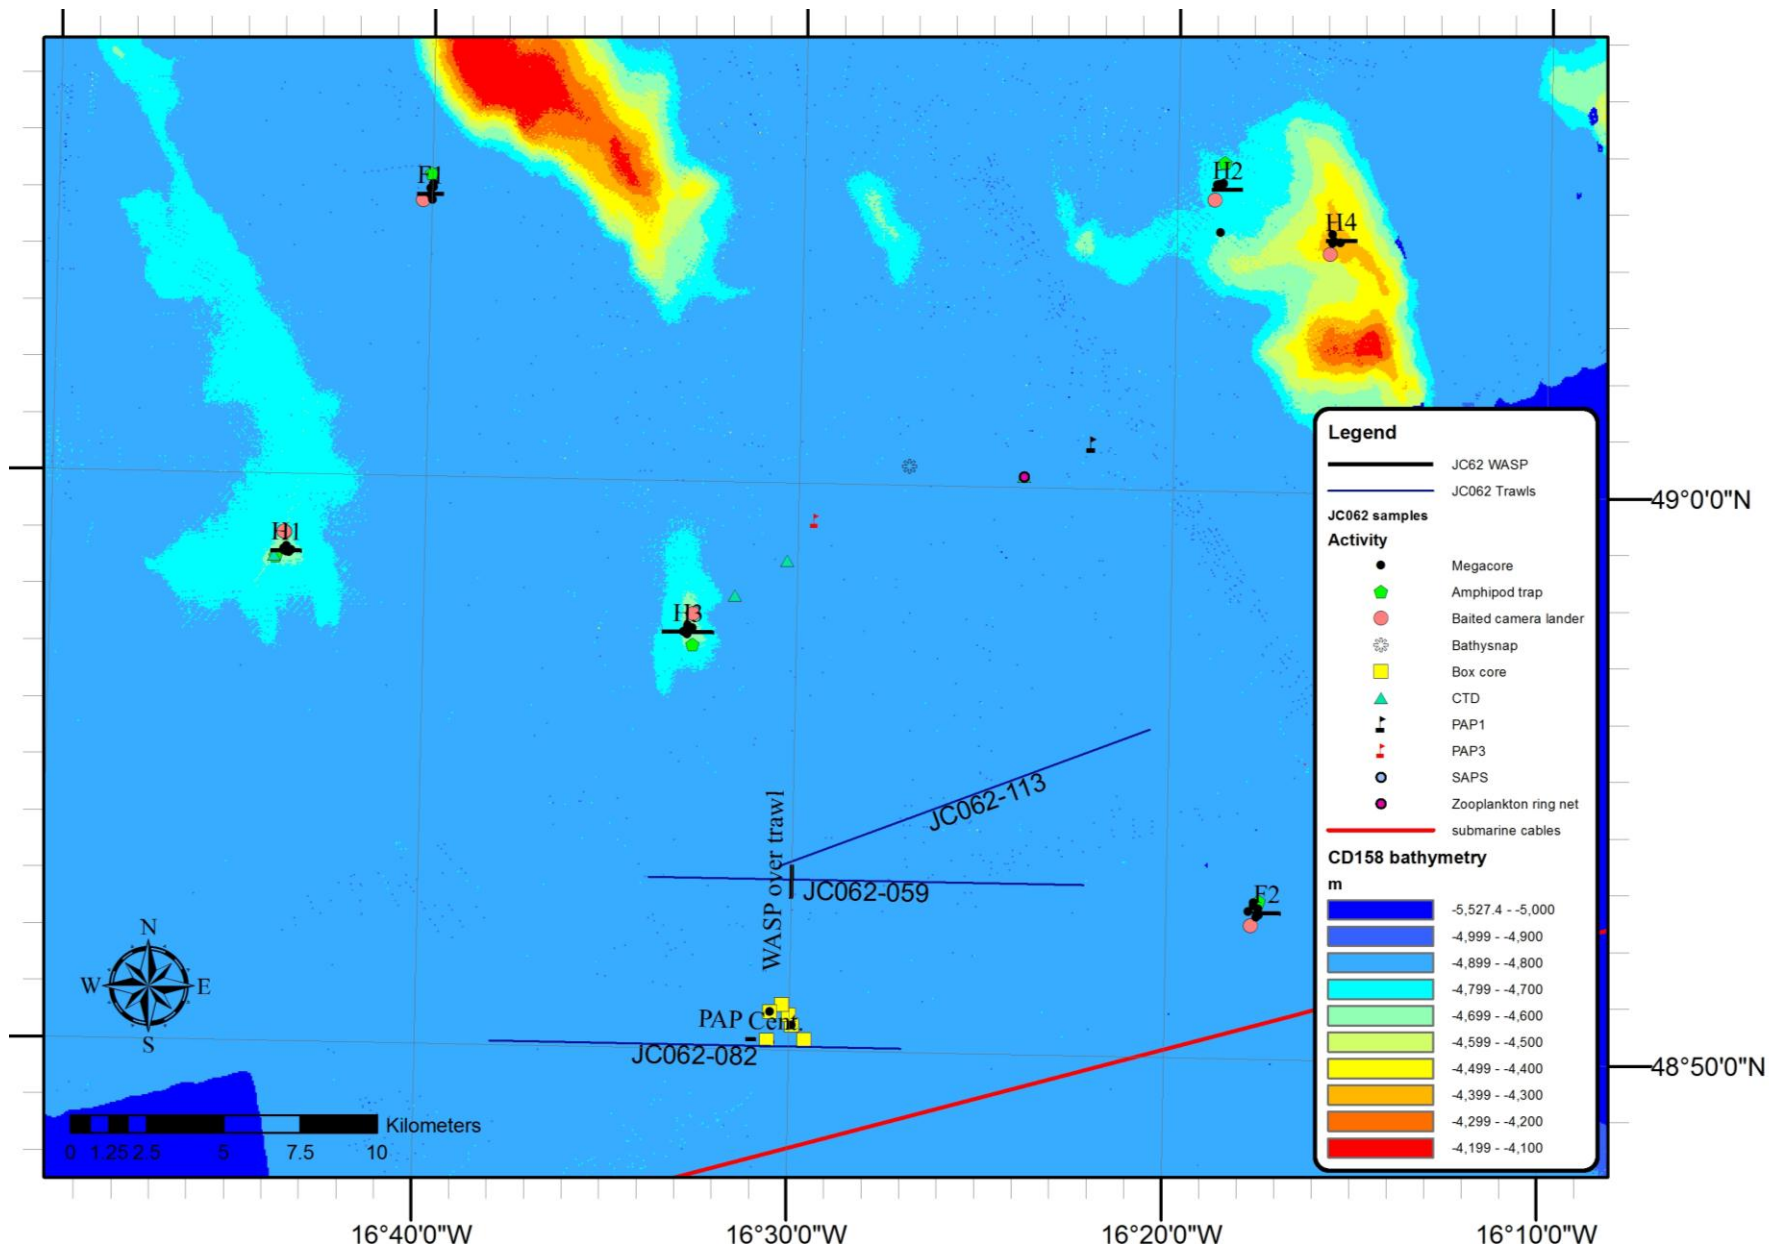 F1
H2
H4
H1
H3
JC062-113
WASP over trawl
JC062-059
F2
PAP Cent.
JC062-082
N
W
E
S
Kilometers
0 1.25 2.5 5 7.5 10
Legend
JC62 WASP
JC062 Trawls
JC062 samples
Activity
Megacore
Amphipod trap
Baited camera lander
Bathysnap
Box core
CTD
PAP1
PAP3
SAPS
Zooplankton ring net
submarine cables
CD158 bathymetry
m
-5,527.4 - -5,000
-4,999 - -4,900
-4,899 - -4,800
-4,799 - -4,700
-4,699 - -4,600
-4,599 - -4,500
-4,499 - -4,400
-4,399 - -4,300
-4,299 - -4,200
-4,199 - -4,100
49°0'0"N
48°50'0"N
16°40'0"W 16°30'0"W 16°20'0"W 16°10'0"W